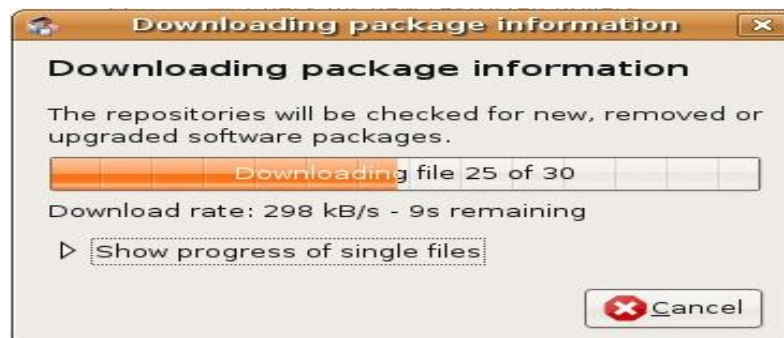 Downloading package information
Downloading package information
The repositories will be checked for new, removed or
upgraded software packages.
Downloading file 25 of 30
Download rate: 298 kB/s - 9s remaining
Show progress of single files
Cancel